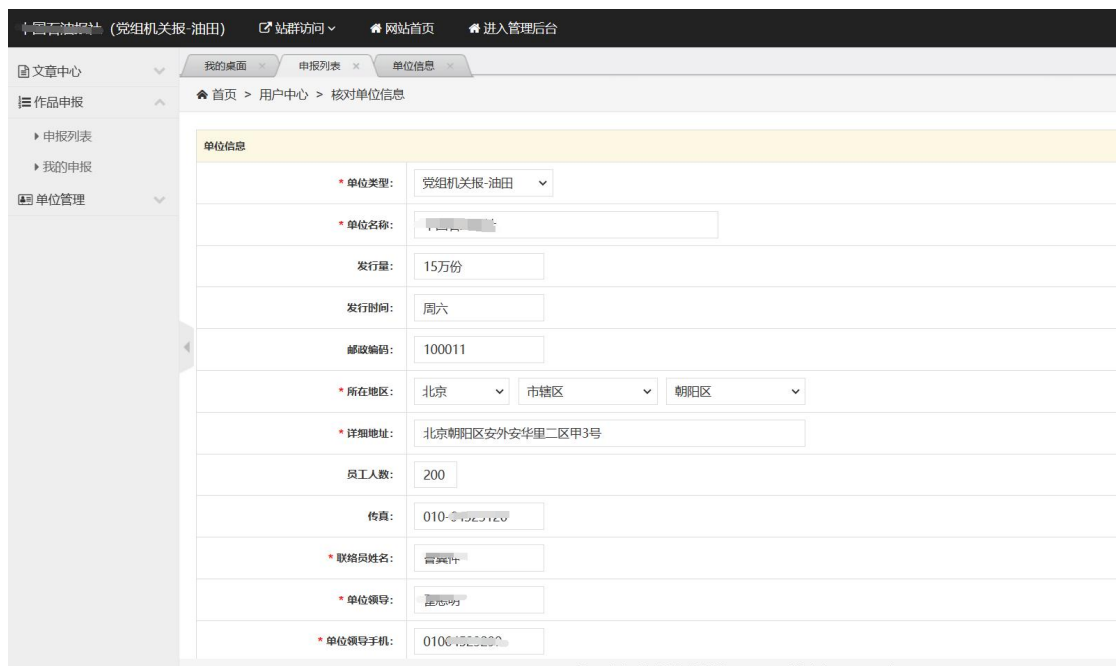 (党组机关报-油田) 站群访问 网站首页 进入管理后台
文章中心
作品申报
申报列表
我的申报
单位管理
我的桌面 × 申报列表 × 单位信息 ×
首页 > 用户中心 > 核对单位信息
单位信息
* 单位类型: 党组机关报-油田
* 单位名称:
发行量: 15万份
发行时间: 周六
邮政编码: 100011
* 所在地区: 北京 市辖区 朝阳区
* 详细地址: 北京朝阳区安外安华里二区甲3号
员工人数: 200
传真: 010-
* 联络员姓名:
* 单位领导:
* 单位领导手机: 010